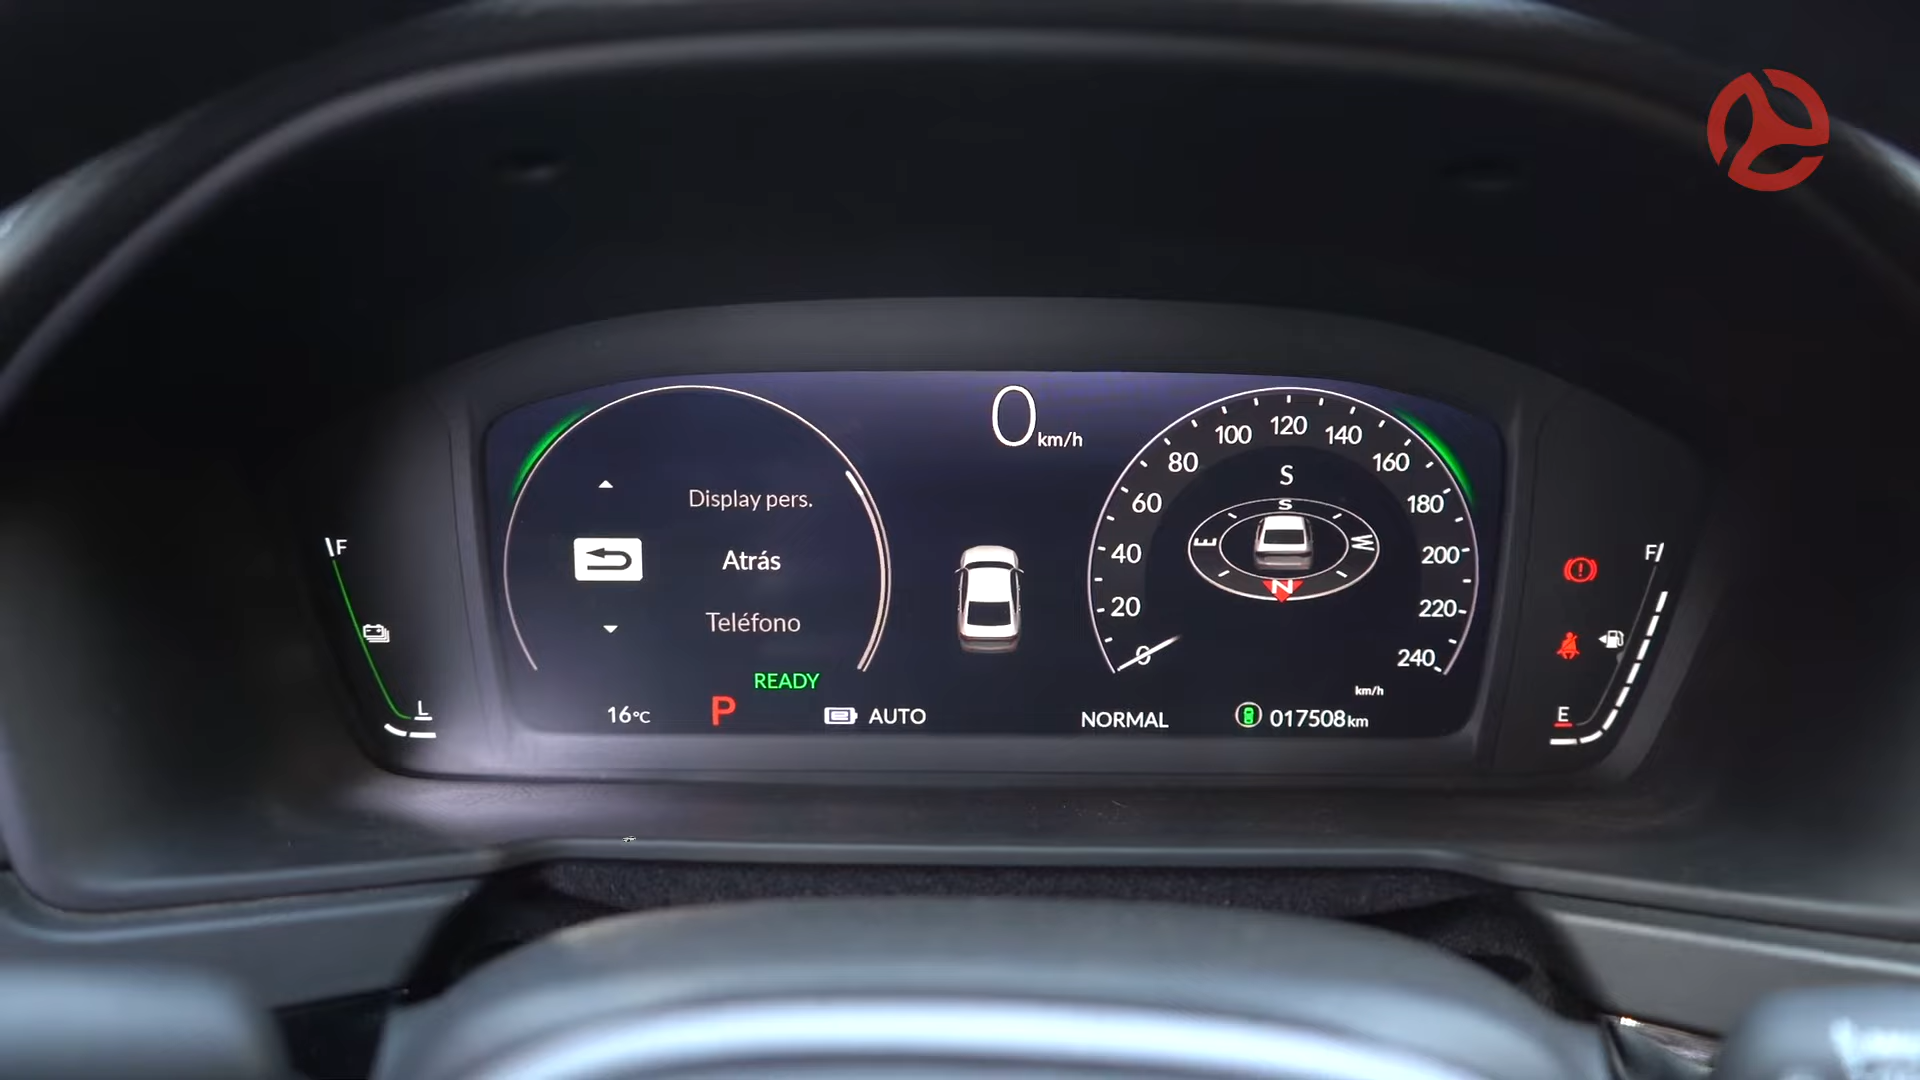 0 km/h
Display pers.
Atrás
Teléfono
READY
16°C
P
AUTO
0
20
40
60
80
100
120
140
160
180
200
220
240
km/h
S
S
E
W
N
NORMAL
017508 km
F
L
F
E